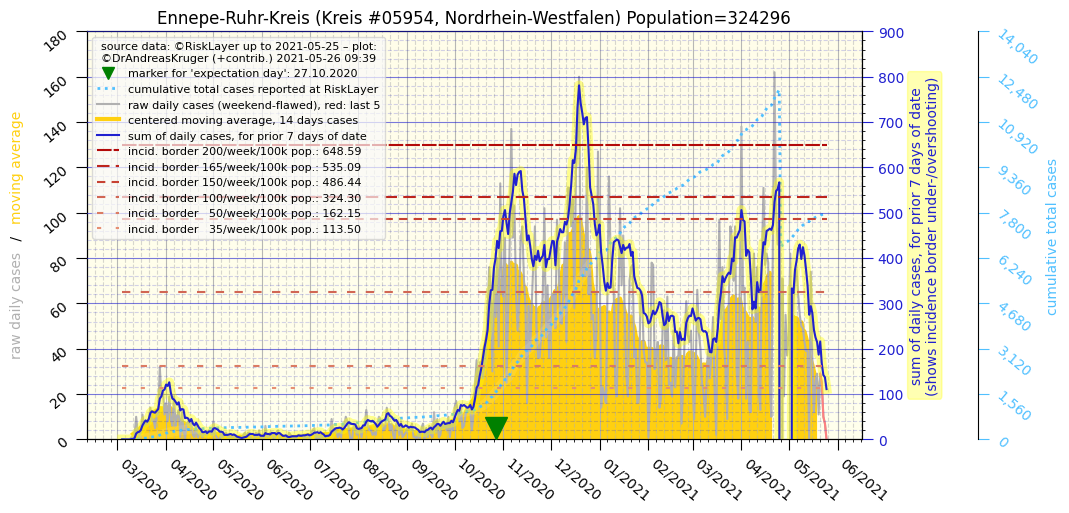 Ennepe-Ruhr-Kreis (Kreis #05954, Nordrhein-Westfalen) Population=324296
source data: ©RiskLayer up to 2021-05-25 – plot:
©DrAndreasKruger (+contrib.) 2021-05-26 09:39
marker for 'expectation day': 27.10.2020
cumulative total cases reported at RiskLayer
raw daily cases (weekend-flawed), red: last 5
centered moving average, 14 days cases
sum of daily cases, for prior 7 days of date
incid. border 200/week/100k pop.: 648.59
incid. border 165/week/100k pop.: 535.09
incid. border 150/week/100k pop.: 486.44
incid. border 100/week/100k pop.: 324.30
incid. border 50/week/100k pop.: 162.15
incid. border 35/week/100k pop.: 113.50
raw daily cases / moving average
180
160
140
120
100
80
60
40
20
0
03/2020
04/2020
05/2020
06/2020
07/2020
08/2020
09/2020
10/2020
11/2020
12/2020
01/2021
02/2021
03/2021
04/2021
05/2021
06/2021
900
800
700
600
500
400
300
200
100
0
sum of daily cases, for prior 7 days of date
(shows incidence border under-/overshooting)
14,040
12,480
10,920
9,360
7,800
6,240
4,680
3,120
1,560
0
cumulative total cases